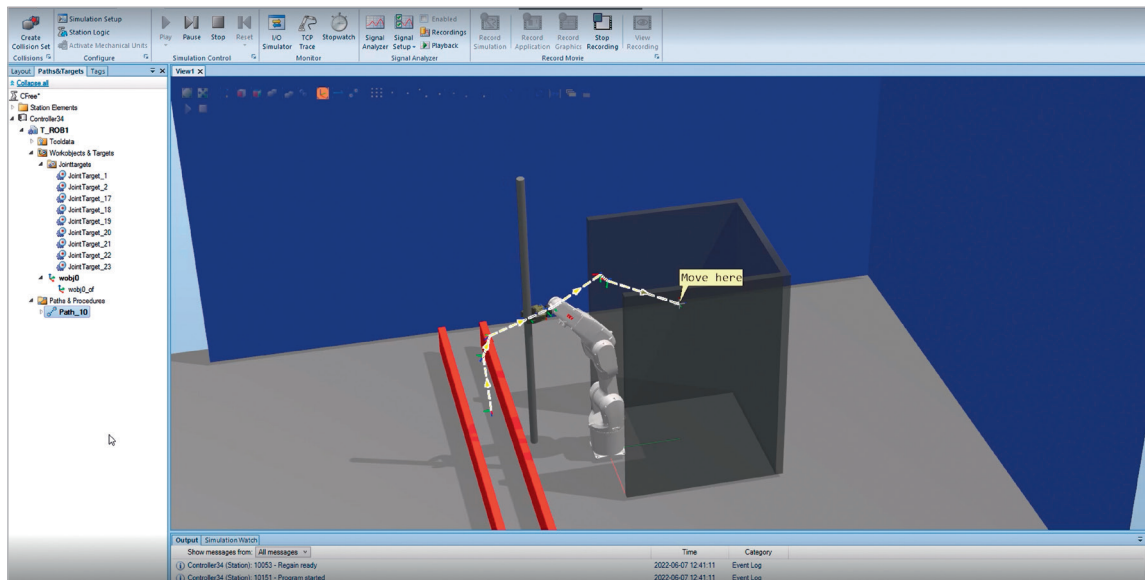 Create
Collision Set
Collisions
Simulation Setup
Station Logic
Activate Mechanical Units
Configure
Play
Pause
Stop
Reset
Simulation Control
I/O
Simulator
TCP
Trace
Stopwatch
Monitor
Signal
Analyzer
Signal
Setup
Enabled
Recordings
Playback
Signal Analyzer
Record
Simulation
Record
Application
Record
Graphics
Stop
Recording
View
Recording
Record Movie
Layout Paths&Targets Tags
Collapse all
CFree*
Station Elements
Controller34
T_ROB1
Tooldata
Workobjects & Targets
Jointtargets
JointTarget_1
JointTarget_2
JointTarget_17
JointTarget_18
JointTarget_19
JointTarget_20
JointTarget_21
JointTarget_22
JointTarget_23
wobj0
wobj0_of
Paths & Procedures
Path_10
View1
Move here
Output Simulation Watch
Show messages from: All messages Time Category
Controller34 (Station): 10053 - Regain ready 2022-06-07 12:41:11 Event Log
Controller34 (Station): 10151 - Program started 2022-06-07 12:41:11 Event Log